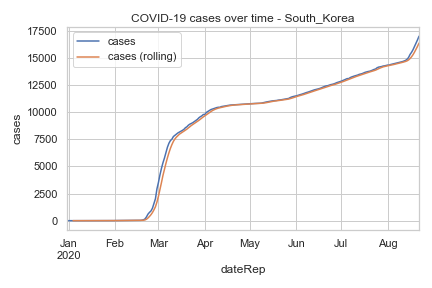 COVID-19 cases over time - South_Korea
cases
cases (rolling)
17500
15000
12500
10000
7500
5000
2500
0
cases
Jan Feb Mar Apr May Jun Jul Aug
2020
dateRep